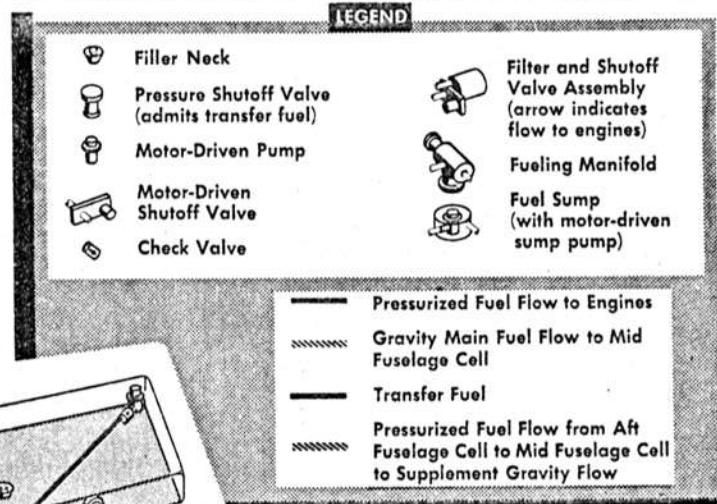 LEGEND
Filler Neck
Pressure Shutoff Valve
(admits transfer fuel)
Motor-Driven Pump
Motor-Driven
Shutoff Valve
Check Valve
Filter and Shutoff
Valve Assembly
(arrow indicates
flow to engines)
Fueling Manifold
Fuel Sump
(with motor-driven
sump pump)
Pressurized Fuel Flow to Engines
Gravity Main Fuel Flow to Mid
Fuselage Cell
Transfer Fuel
Pressurized Fuel Flow from Aft
Fuselage Cell to Mid Fuselage Cell
to Supplement Gravity Flow